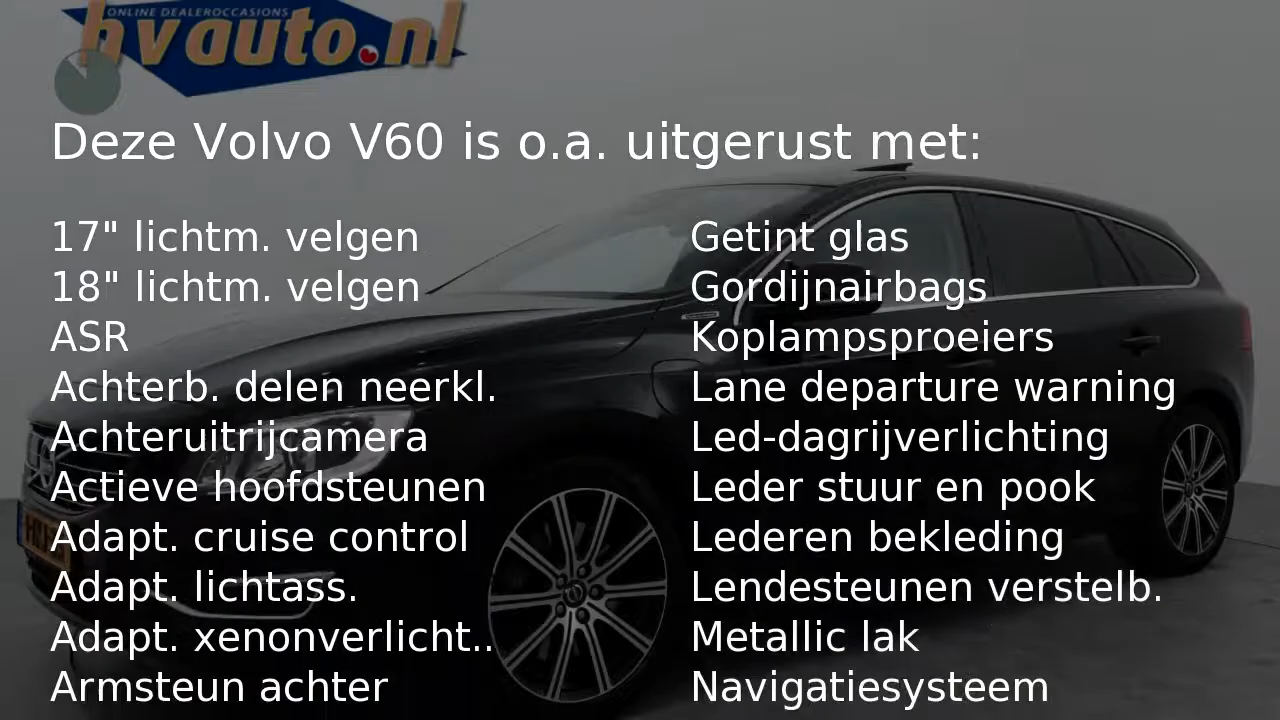 ONLINE DEALEROCCASIONS
hvauto.nl
Deze Volvo V60 is o.a. uitgerust met:
17" lichtm. velgen
18" lichtm. velgen
ASR
Achterb. delen neerkl.
Achteruitrijcamera
Actieve hoofdsteunen
Adapt. cruise control
Adapt. lichtass.
Adapt. xenonverlicht..
Armsteun achter
Getint glas
Gordijnairbags
Koplampsproeiers
Lane departure warning
Led-dagrijverlichting
Leder stuur en pook
Lederen bekleding
Lendesteunen verstelb.
Metallic lak
Navigatiesysteem